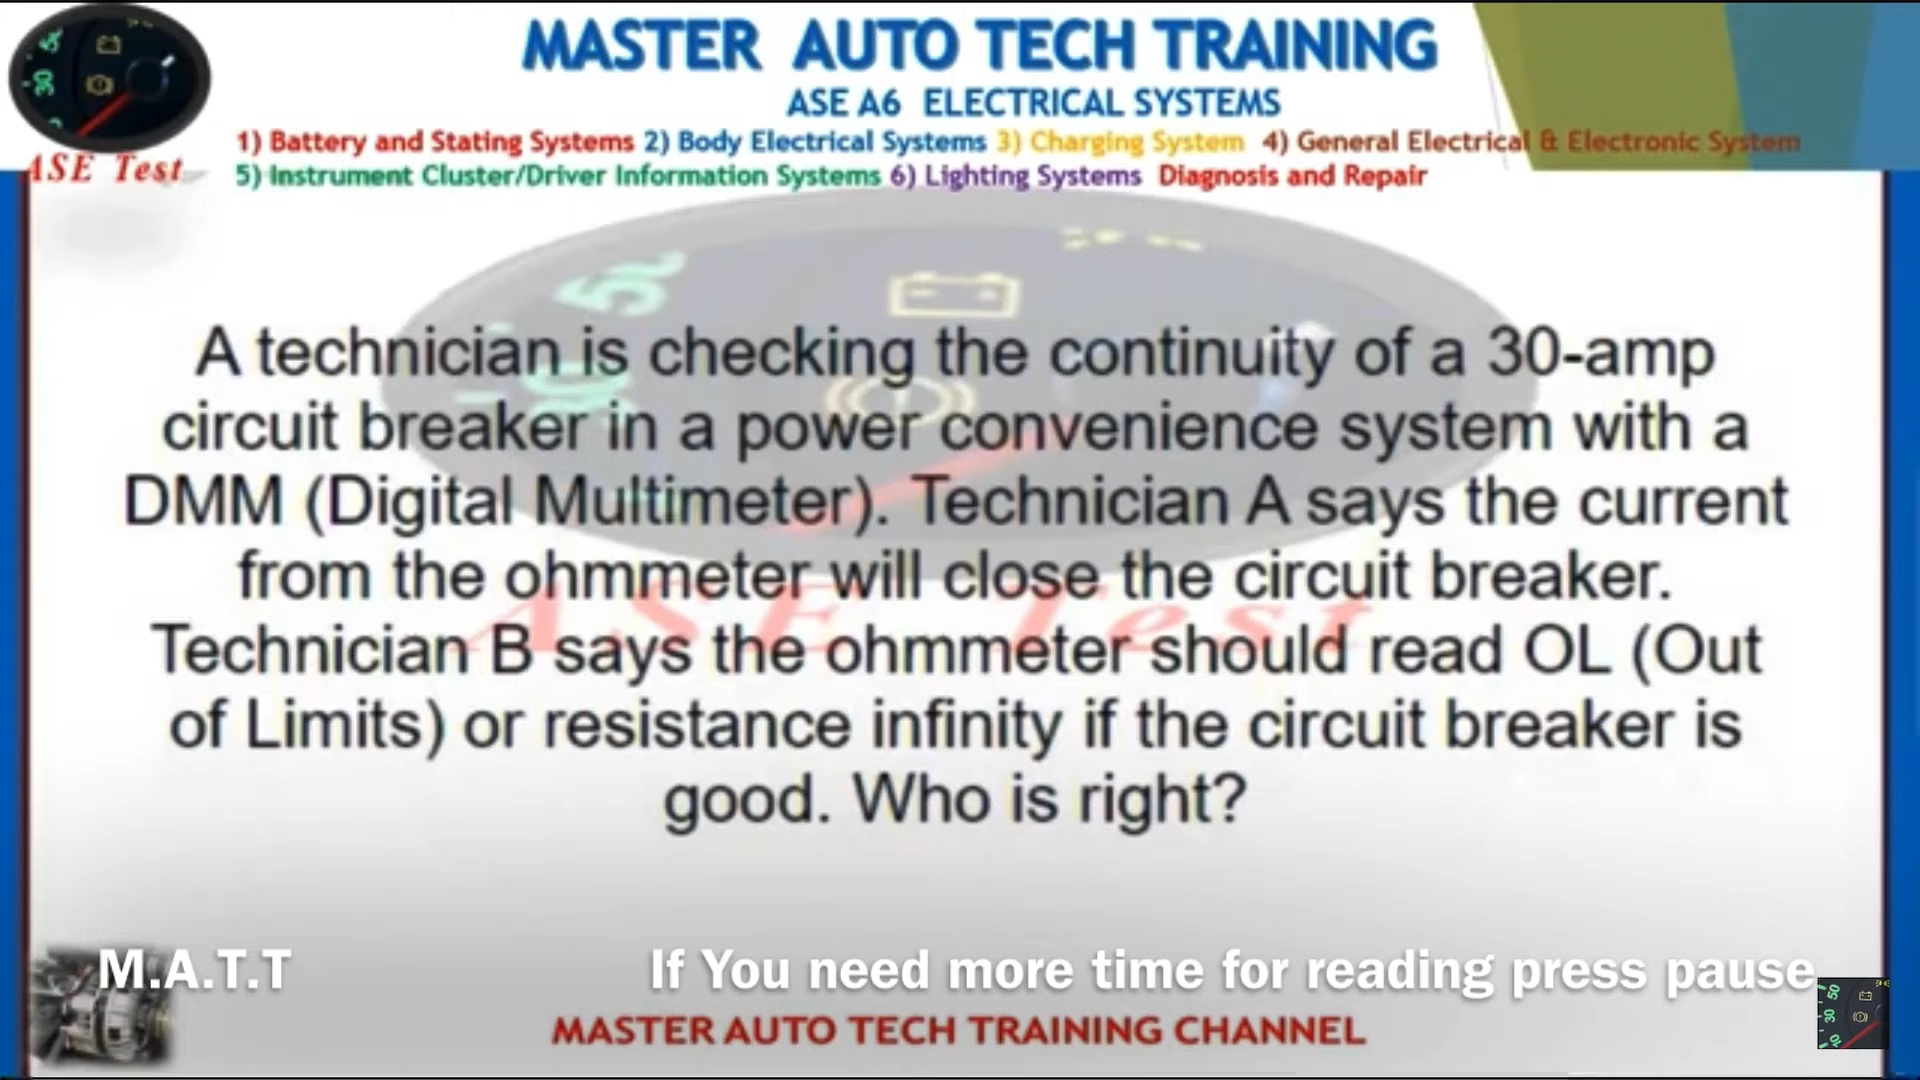 MASTER AUTO TECH TRAINING
ASE A6 ELECTRICAL SYSTEMS
1) Battery and Stating Systems 2) Body Electrical Systems 3) Charging System 4) General Electrical & Electronic System
5) Instrument Cluster/Driver Information Systems 6) Lighting Systems Diagnosis and Repair
30
ASE Test
A technician is checking the continuity of a 30-amp
circuit breaker in a power convenience system with a
DMM (Digital Multimeter). Technician A says the current
from the ohmmeter will close the circuit breaker.
ASE Test
Technician B says the ohmmeter should read OL (Out
of Limits) or resistance infinity if the circuit breaker is
good. Who is right?
M.A.T.T
If You need more time for reading press pause
50
30
MASTER AUTO TECH TRAINING CHANNEL